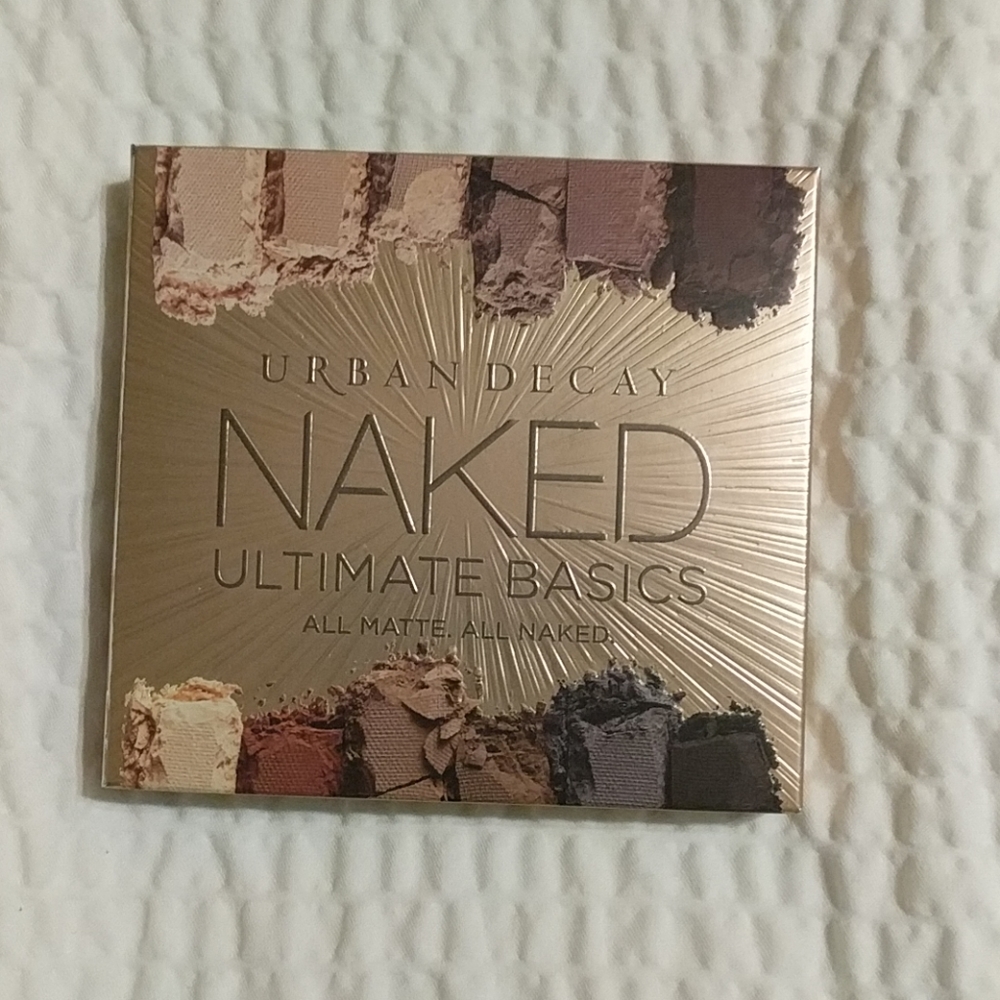 URBAN DECAY
NAKED
ULTIMATE BASICS
ALL MATTE. ALL NAKED.